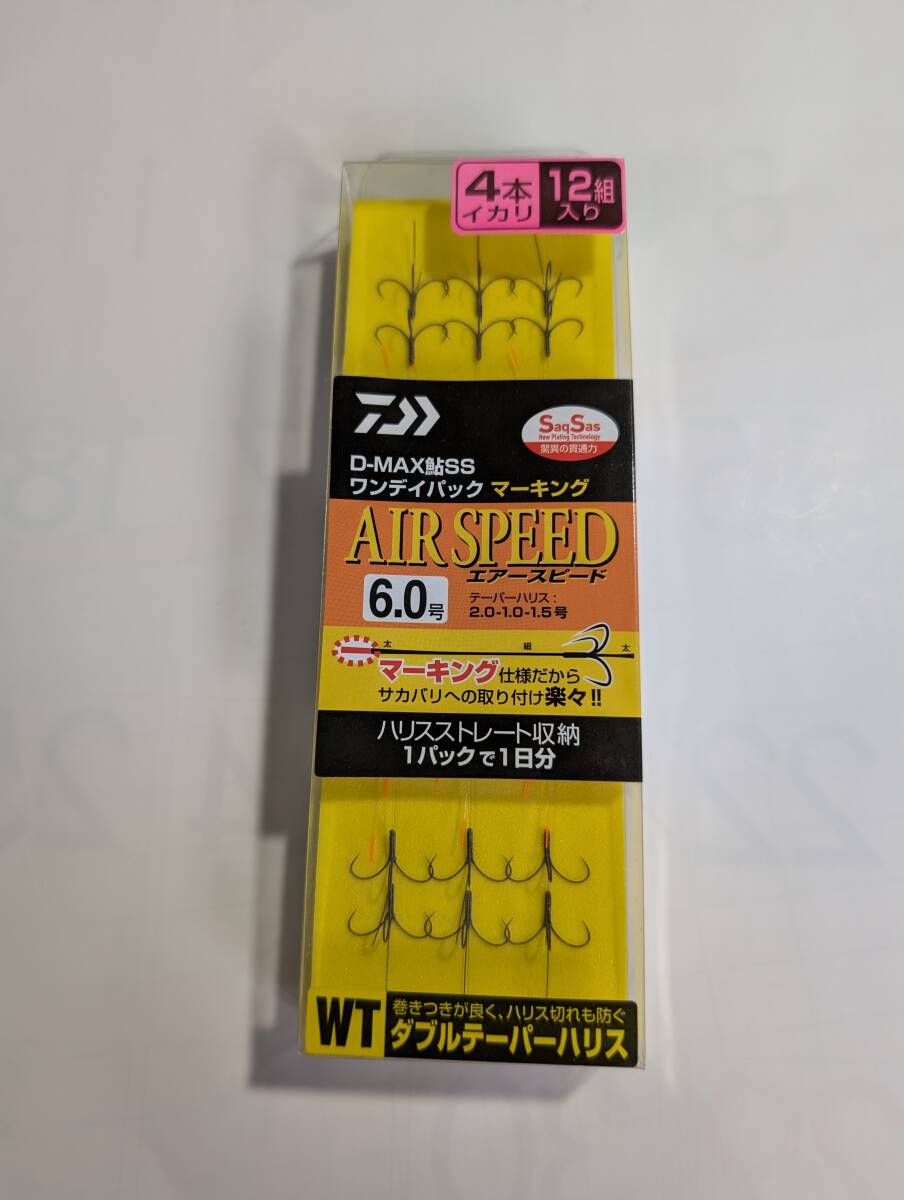 4本
イカリ
12組
入り
SaqSas
New Plating Technology
驚異の貫通力
D-MAX鮎SS
ワンデイパック マーキング
AIR SPEED
エアースピード
6.0号
テーパーハリス:
2.0-1.0-1.5号
太 細 太
マーキング仕様だから
サカバリへの取り付け楽々!!
ハリスストレート収納
1パックで1日分
WT
巻きつきが良く、ハリス切れも防ぐ
ダブルテーパーハリス